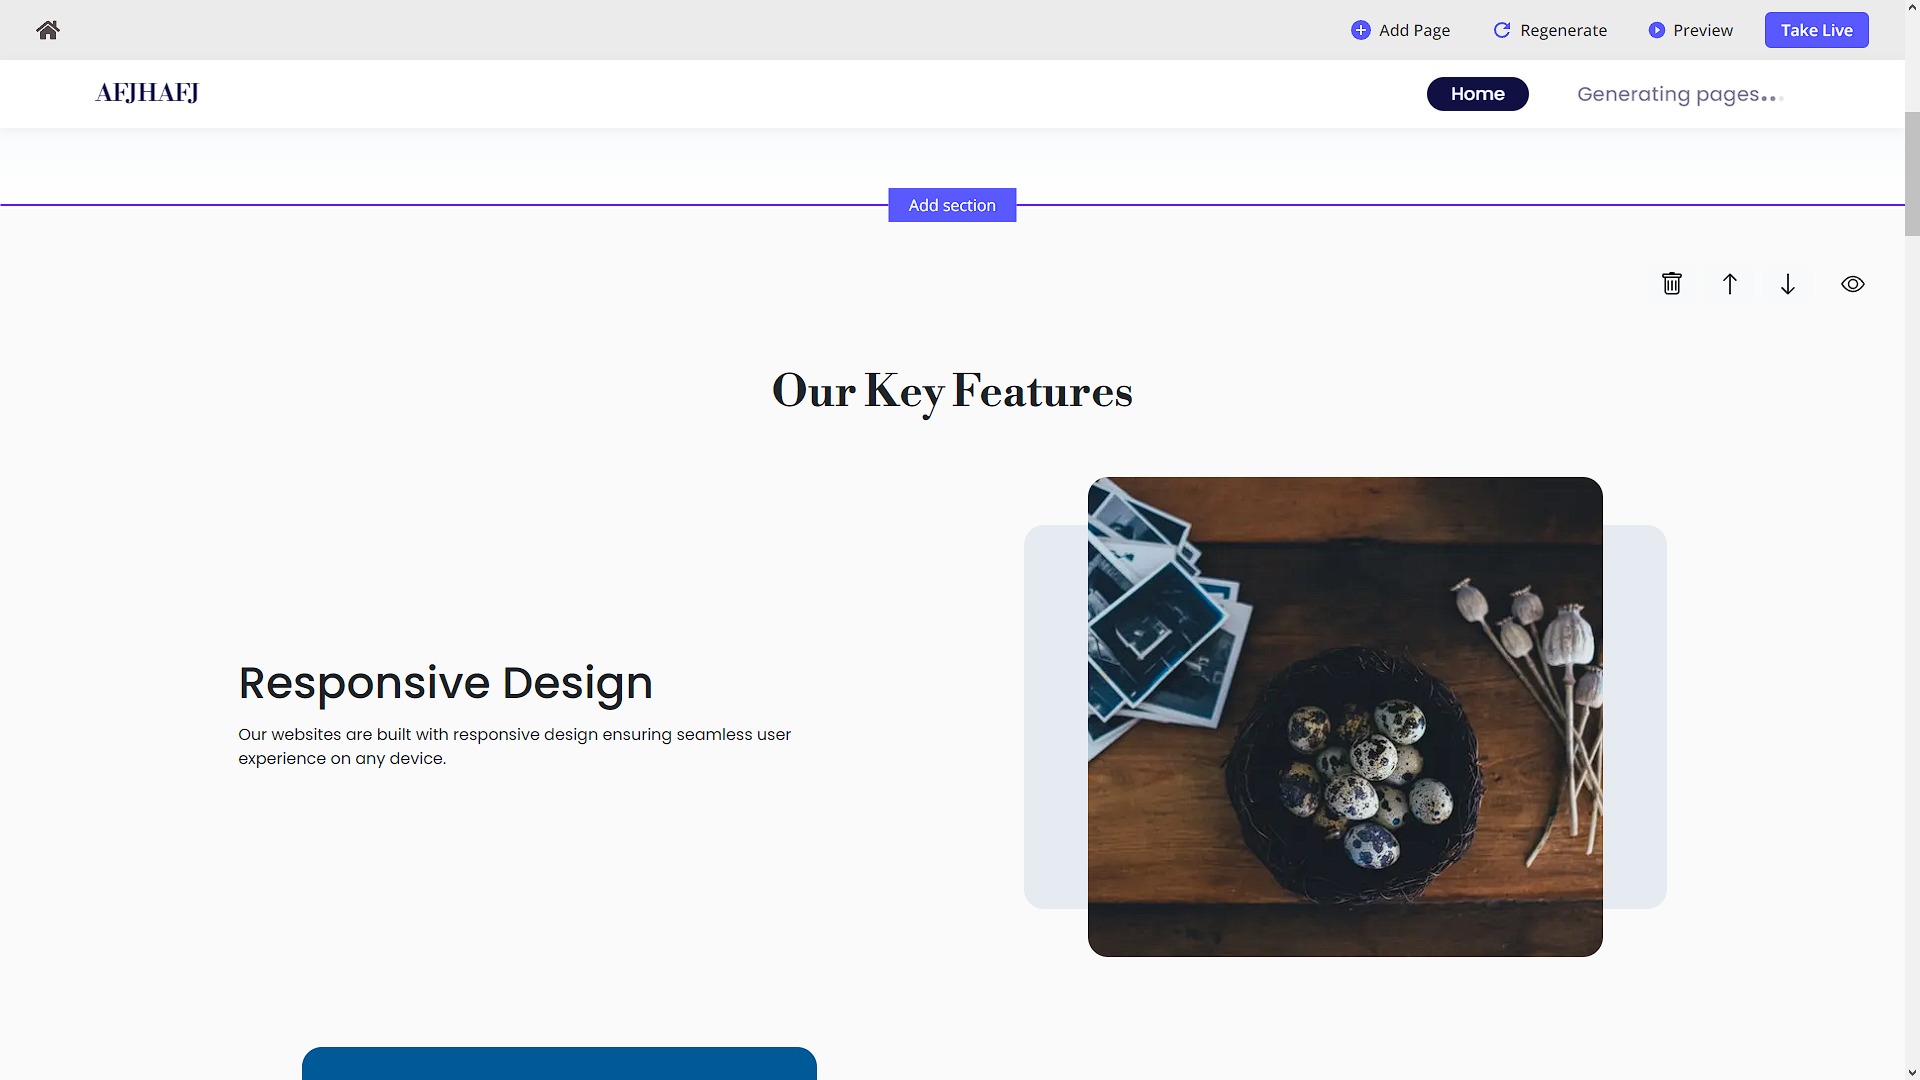 Add Page
Regenerate
Preview
Take Live
AFJHAFJ
Home
Generating pages...
Add section
Our Key Features
Responsive Design
Our websites are built with responsive design ensuring seamless user
experience on any device.